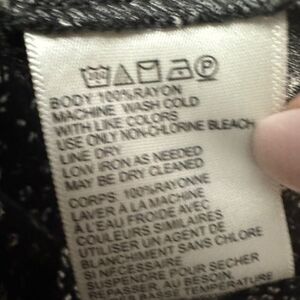 BODY 100% RAYON
MACHINE WASH COLD
WITH LIKE COLORS
USE ONLY NON-CHLORINE BLEACH
LINE DRY
LOW IRON AS NEEDED
MAY BE DRY CLEANED
CORPS: 100%RAYONNE
LAVER À LA MACHINE
À L'EAU FROIDE AVEC
COULEURS SIMILAIRES
UTILISER UN AGENT DE
BLANCHIMENT SANS CHLORE
SI NÉCESSAIRE
SUSPENDRE POUR SÉCHER
REPASSER, AU BESOIN,